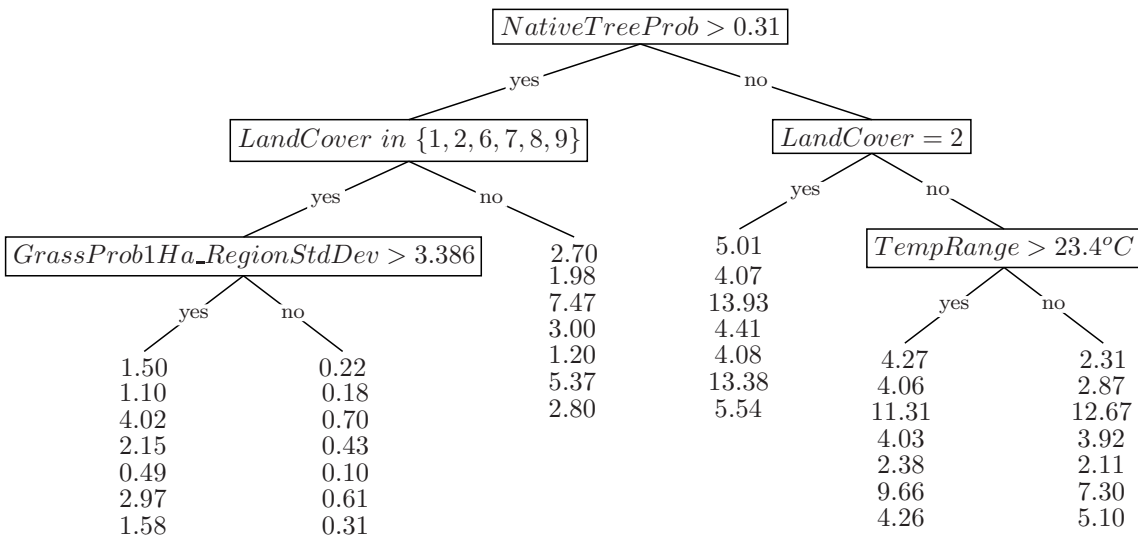 NativeTreeProb > 0.31
yes
no
LandCover in {1, 2, 6, 7, 8, 9}
LandCover = 2
yes
no
yes
no
GrassProb1Ha_RegionStdDev > 3.386
2.70
1.98
7.47
3.00
1.20
5.37
2.80
5.01
4.07
13.93
4.41
4.08
13.38
5.54
TempRange > 23.4°C
yes
no
yes
no
1.50
1.10
4.02
2.15
0.49
2.97
1.58
0.22
0.18
0.70
0.43
0.10
0.61
0.31
4.27
4.06
11.31
4.03
2.38
9.66
4.26
2.31
2.87
12.67
3.92
2.11
7.30
5.10